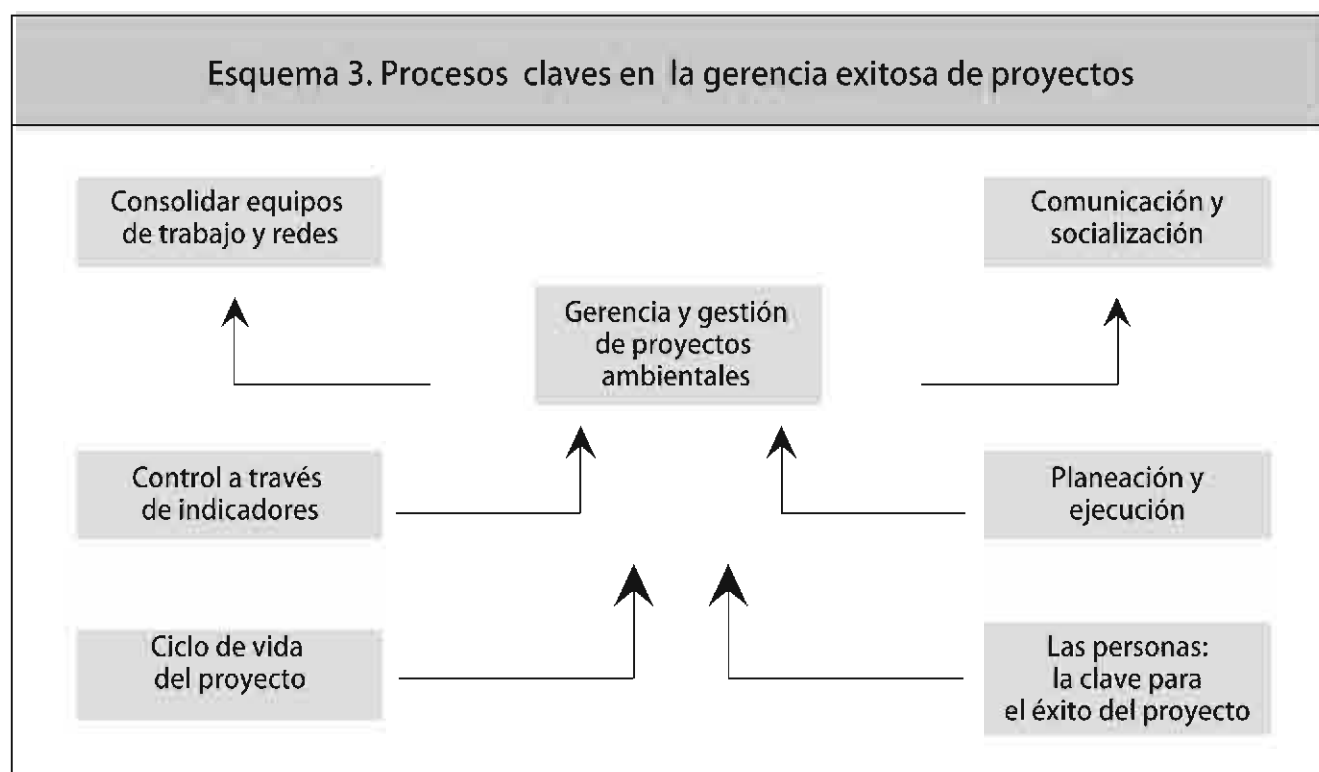 Esquema 3. Procesos claves en la gerencia exitosa de proyectos
Consolidar equipos
de trabajo y redes
Comunicación y
socialización
Gerencia y gestión
de proyectos
ambientales
Control a través
de indicadores
Planeación y
ejecución
Ciclo de vida
del proyecto
Las personas:
la clave para
el éxito del proyecto